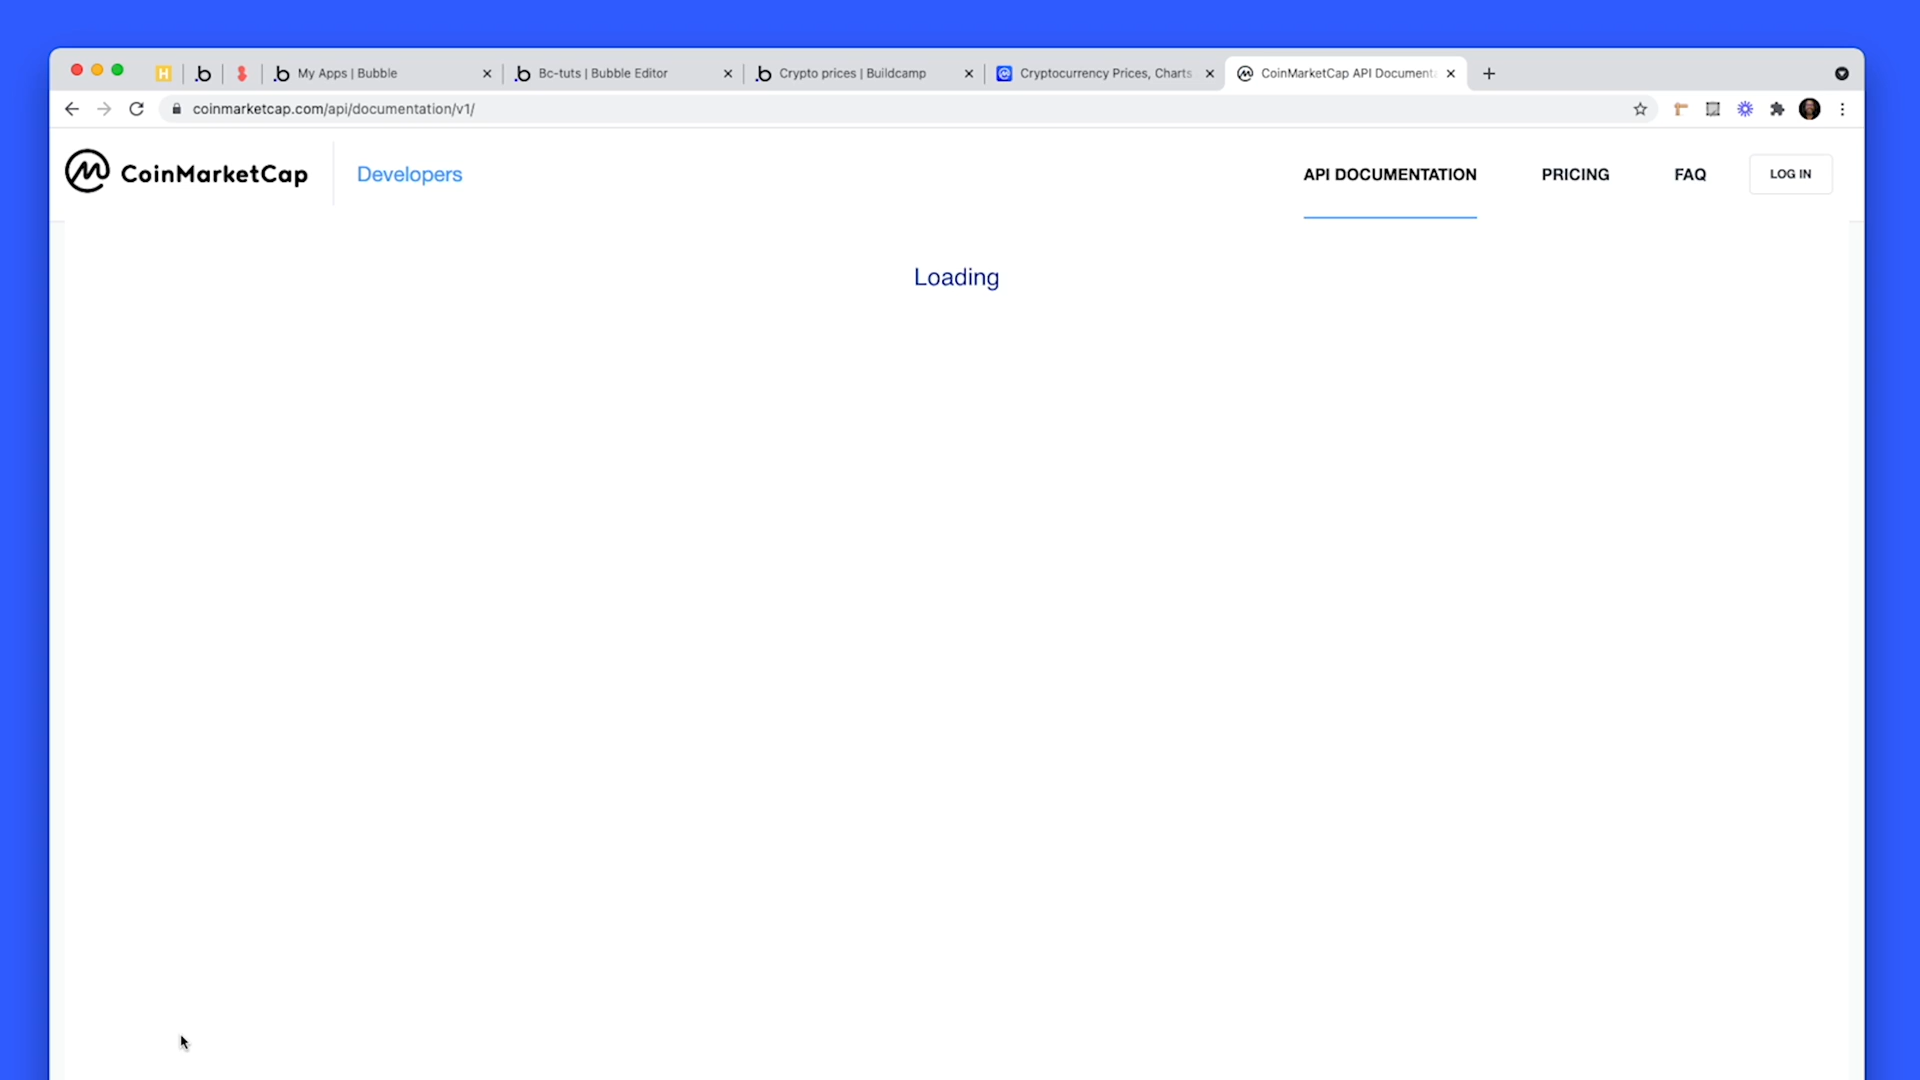 H .b .b My Apps | Bubble .b Bc-tuts | Bubble Editor .b Crypto prices | Buildcamp Cryptocurrency Prices, Charts CoinMarketCap API Document
coinmarketcap.com/api/documentation/v1/
CoinMarketCap Developers API DOCUMENTATION PRICING FAQ LOG IN
Loading